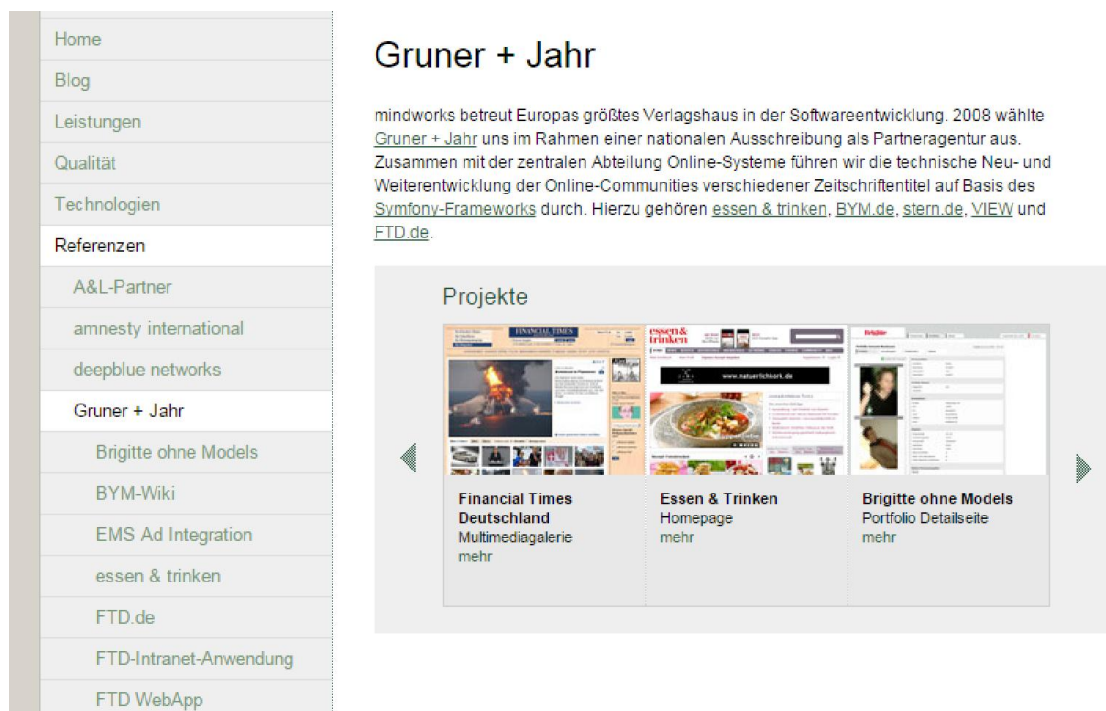 Home
Blog
Leistungen
Qualität
Technologien
Referenzen
A&L-Partner
amnesty international
deepblue networks
Gruner + Jahr
Brigitte ohne Models
BYM-Wiki
EMS Ad Integration
essen & trinken
FTD.de
FTD-Intranet-Anwendung
FTD WebApp
Gruner + Jahr
mindworks betreut Europas größtes Verlagshaus in der Softwareentwicklung. 2008 wählte
Gruner + Jahr uns im Rahmen einer nationalen Ausschreibung als Partneragentur aus.
Zusammen mit der zentralen Abteilung Online-Systeme führen wir die technische Neu- und
Weiterentwicklung der Online-Communities verschiedener Zeitschriftentitel auf Basis des
Symfony-Frameworks durch. Hierzu gehören essen & trinken, BYM.de, stern.de, VIEW und
FTD.de.
Projekte
FINANCIAL TIMES
essen &
trinken
www.natuerlichkork.de
Brigitte
Financial Times
Deutschland
Multimediagalerie
mehr
Essen & Trinken
Homepage
mehr
Brigitte ohne Models
Portfolio Detailseite
mehr